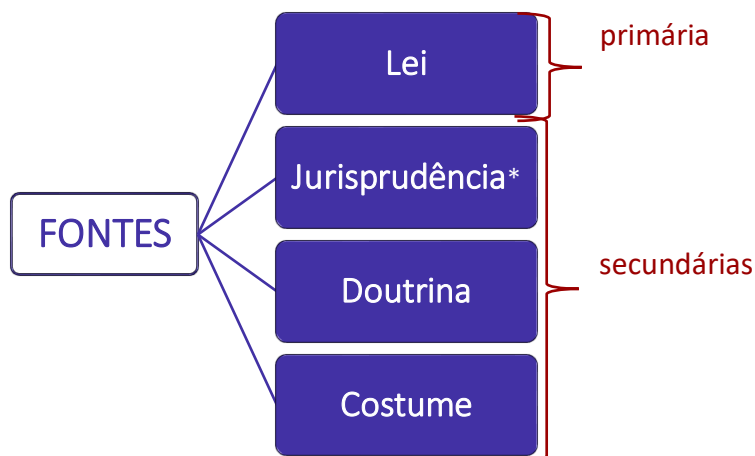 primária
Lei
Jurisprudência*
FONTES
secundárias
Doutrina
Costume